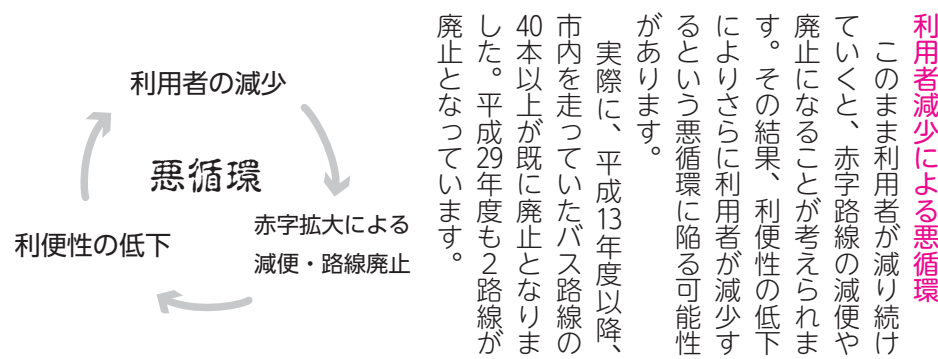 利用者減少による悪循環
　このまま利用者が減り続け
ていくと、赤字路線の減便や
廃止になることが考えられま
す。その結果、利便性の低下
によりさらに利用者が減少す
るという悪循環に陥る可能性
があります。
　実際に、平成13年度以降、
市内を走っていたバス路線の
40本以上が既に廃止となりま
した。平成29年度も２路線が
廃止となっています。
利用者の減少
悪循環
赤字拡大による
減便・路線廃止
利便性の低下